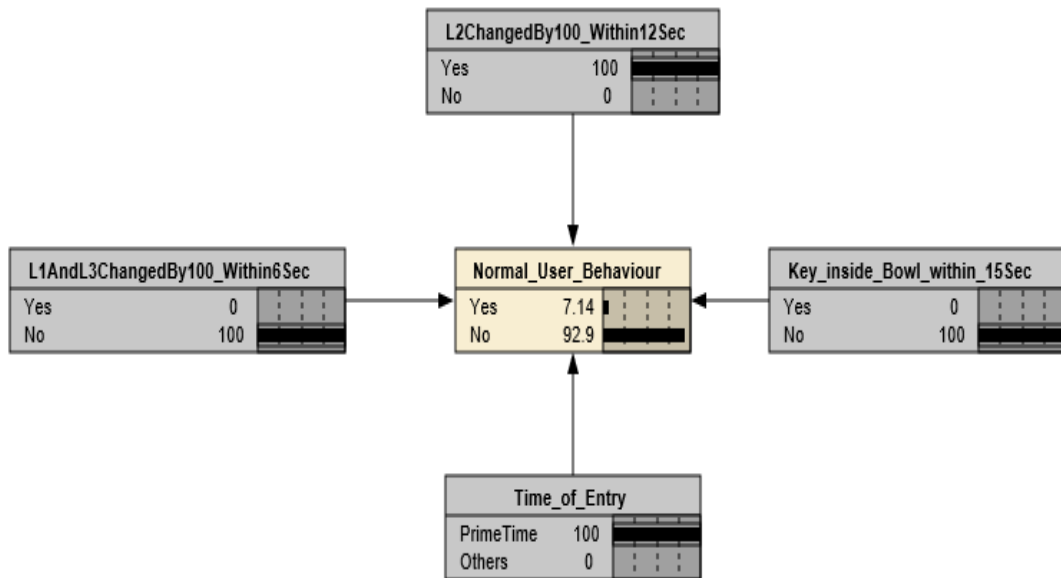 L2ChangedBy100_Within12Sec
Yes 100
No 0
L1AndL3ChangedBy100_Within6Sec
Yes 0
No 100
Normal_User_Behaviour
Yes 7.14
No 92.9
Key_inside_Bowl_within_15Sec
Yes 0
No 100
Time_of_Entry
PrimeTime 100
Others 0